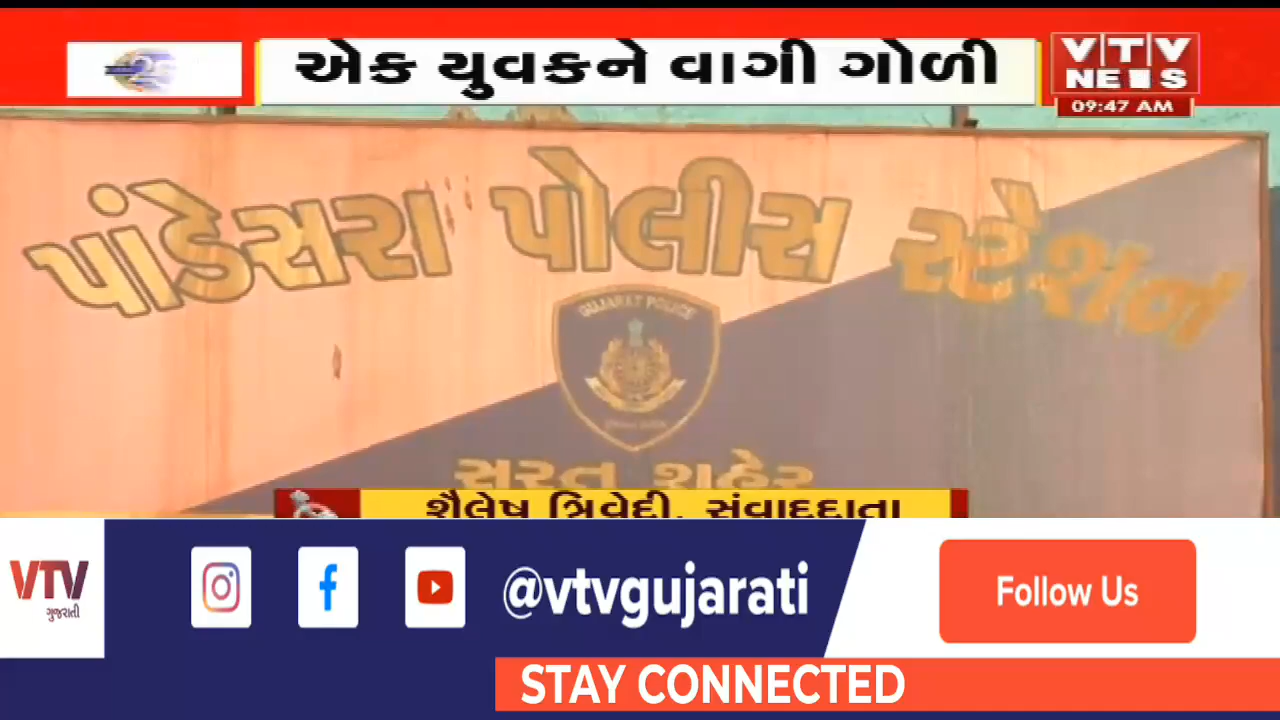 એક યુવકને વાગી ગોળી
VTV
NEWS
09:47 AM
પાંડેસરા પોલીસ સ્ટેશન
GUJARAT POLICE
સુરત શહેર
શૈલેષ ત્રિવેદી, સંવાદદાતા
VTV
ગુજરાતી
@vtvgujarati
Follow Us
STAY CONNECTED